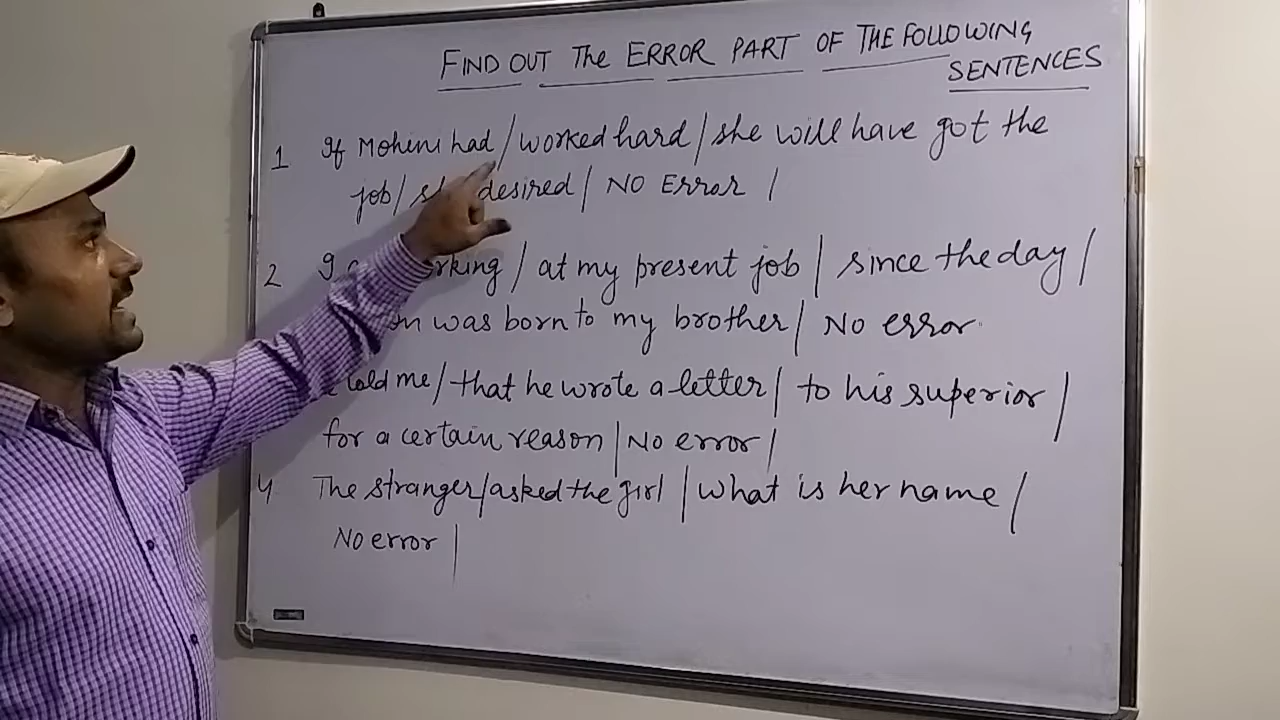 FIND OUT The ERROR PART OF THE FOLLOWING
SENTENCES
1 If Mohini had / worked hard / she will have got the
job / desired / NO Error /
2 I working / at my present job / since the day /
was born to my brother / No error
told me / that he wrote a letter / to his superior /
for a certain reason / No error /
4 The stranger / asked the girl / what is her name /
No error /